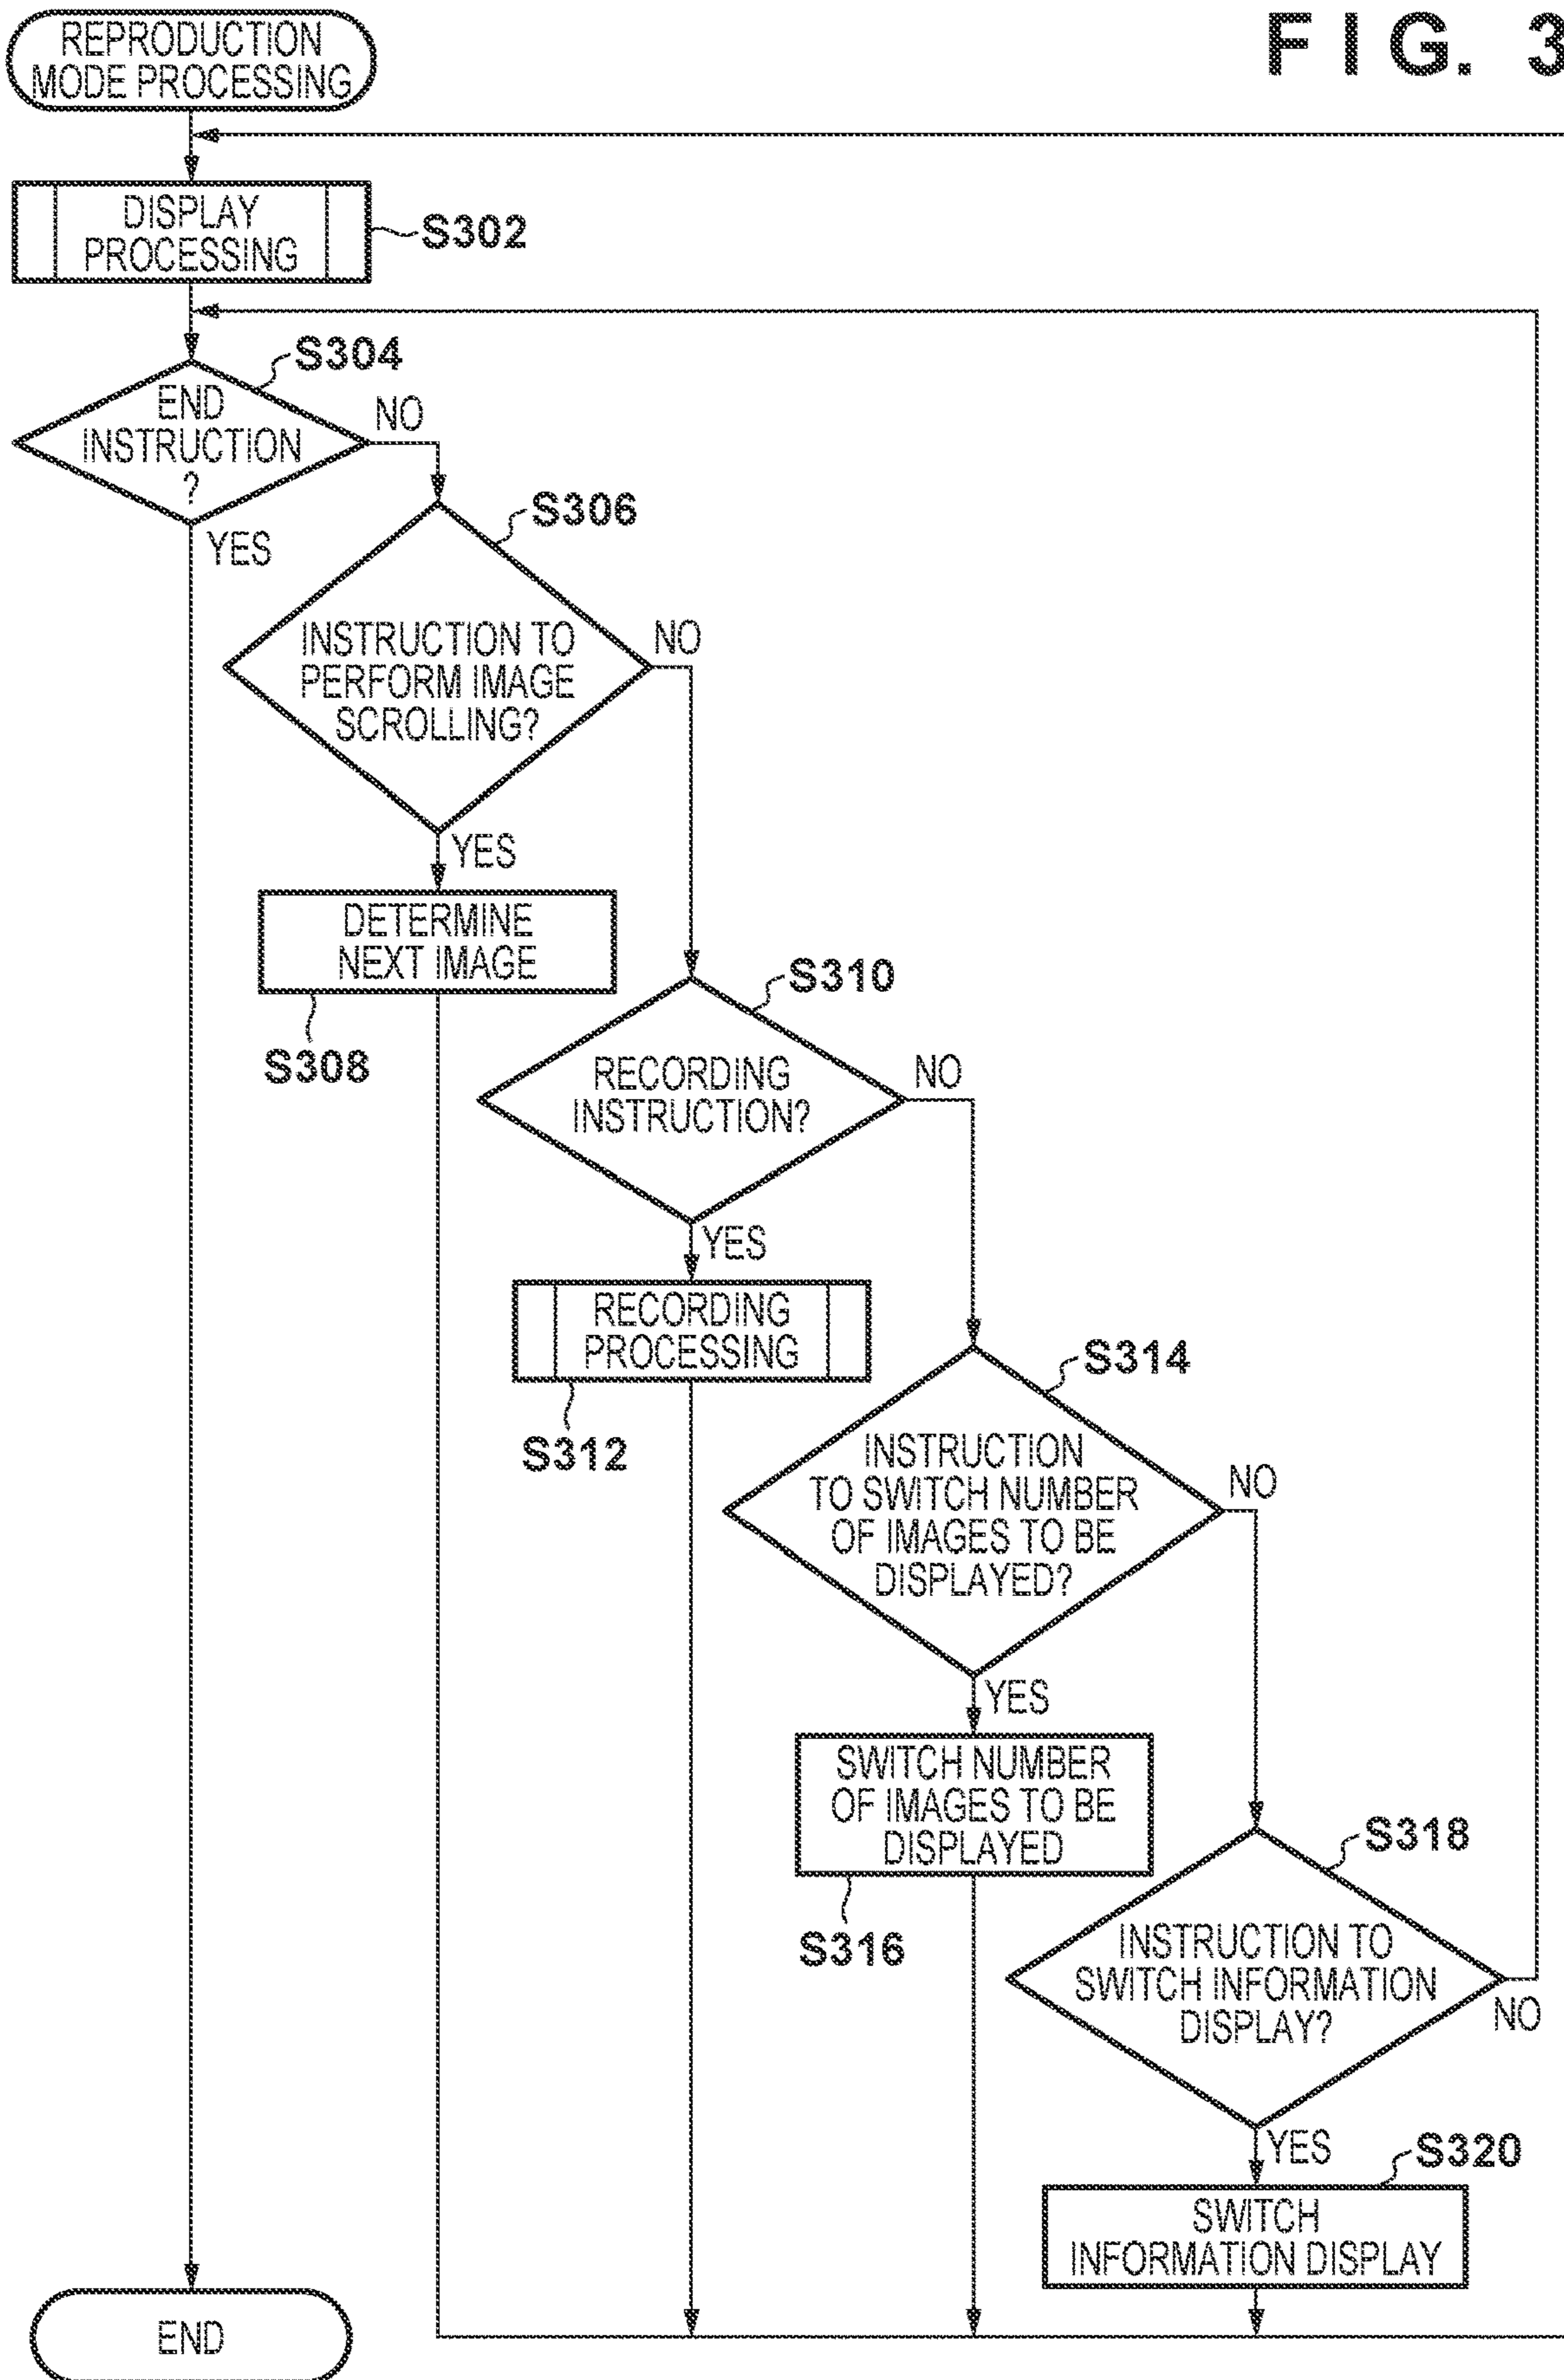 FIG. 3
REPRODUCTION
MODE PROCESSING
DISPLAY
PROCESSING
S302
S304
END
INSTRUCTION
?
NO
YES
S306
INSTRUCTION TO
PERFORM IMAGE
SCROLLING?
NO
YES
DETERMINE
NEXT IMAGE
S308
S310
RECORDING
INSTRUCTION?
NO
YES
RECORDING
PROCESSING
S312
S314
INSTRUCTION
TO SWITCH NUMBER
OF IMAGES TO BE
DISPLAYED?
NO
YES
SWITCH NUMBER
OF IMAGES TO BE
DISPLAYED
S316
S318
INSTRUCTION TO
SWITCH INFORMATION
DISPLAY?
NO
YES
S320
SWITCH
INFORMATION DISPLAY
END